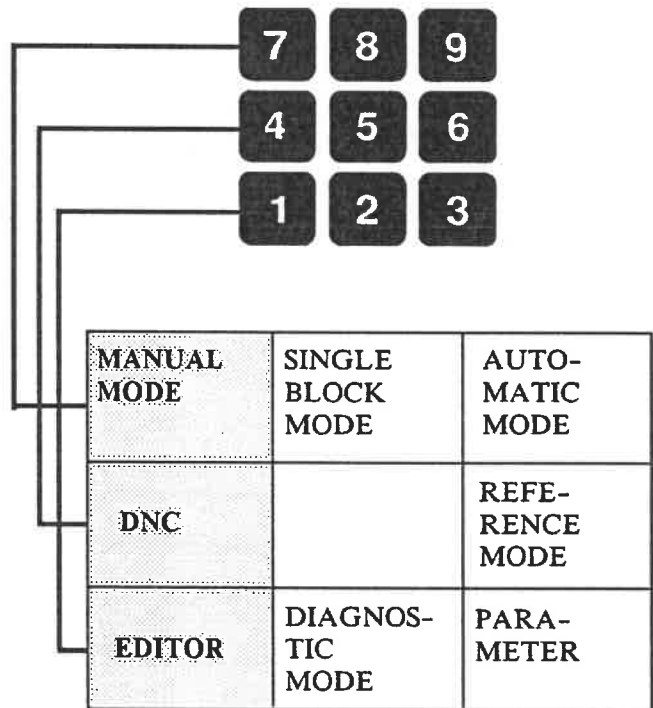 7 8 9
4 5 6
1 2 3
MANUAL
MODE
SINGLE
BLOCK
MODE
AUTO-
MATIC
MODE
DNC
REFE-
RENCE
MODE
EDITOR
DIAGNOS-
TIC
MODE
PARA-
METER